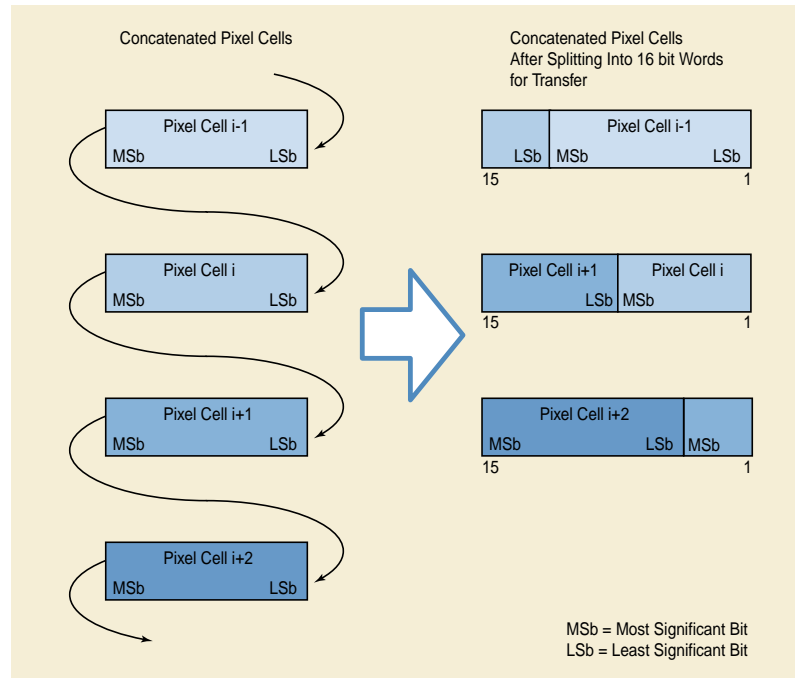 Concatenated Pixel Cells
Pixel Cell i-1
MSb LSb
Pixel Cell i
MSb LSb
Pixel Cell i+1
MSb LSb
Pixel Cell i+2
MSb LSb
Concatenated Pixel Cells
After Splitting Into 16 bit Words
for Transfer
Pixel Cell i-1
LSb MSb LSb
15 1
Pixel Cell i+1 Pixel Cell i
LSb MSb
15 1
Pixel Cell i+2
MSb LSb MSb
15 1
MSb = Most Significant Bit
LSb = Least Significant Bit